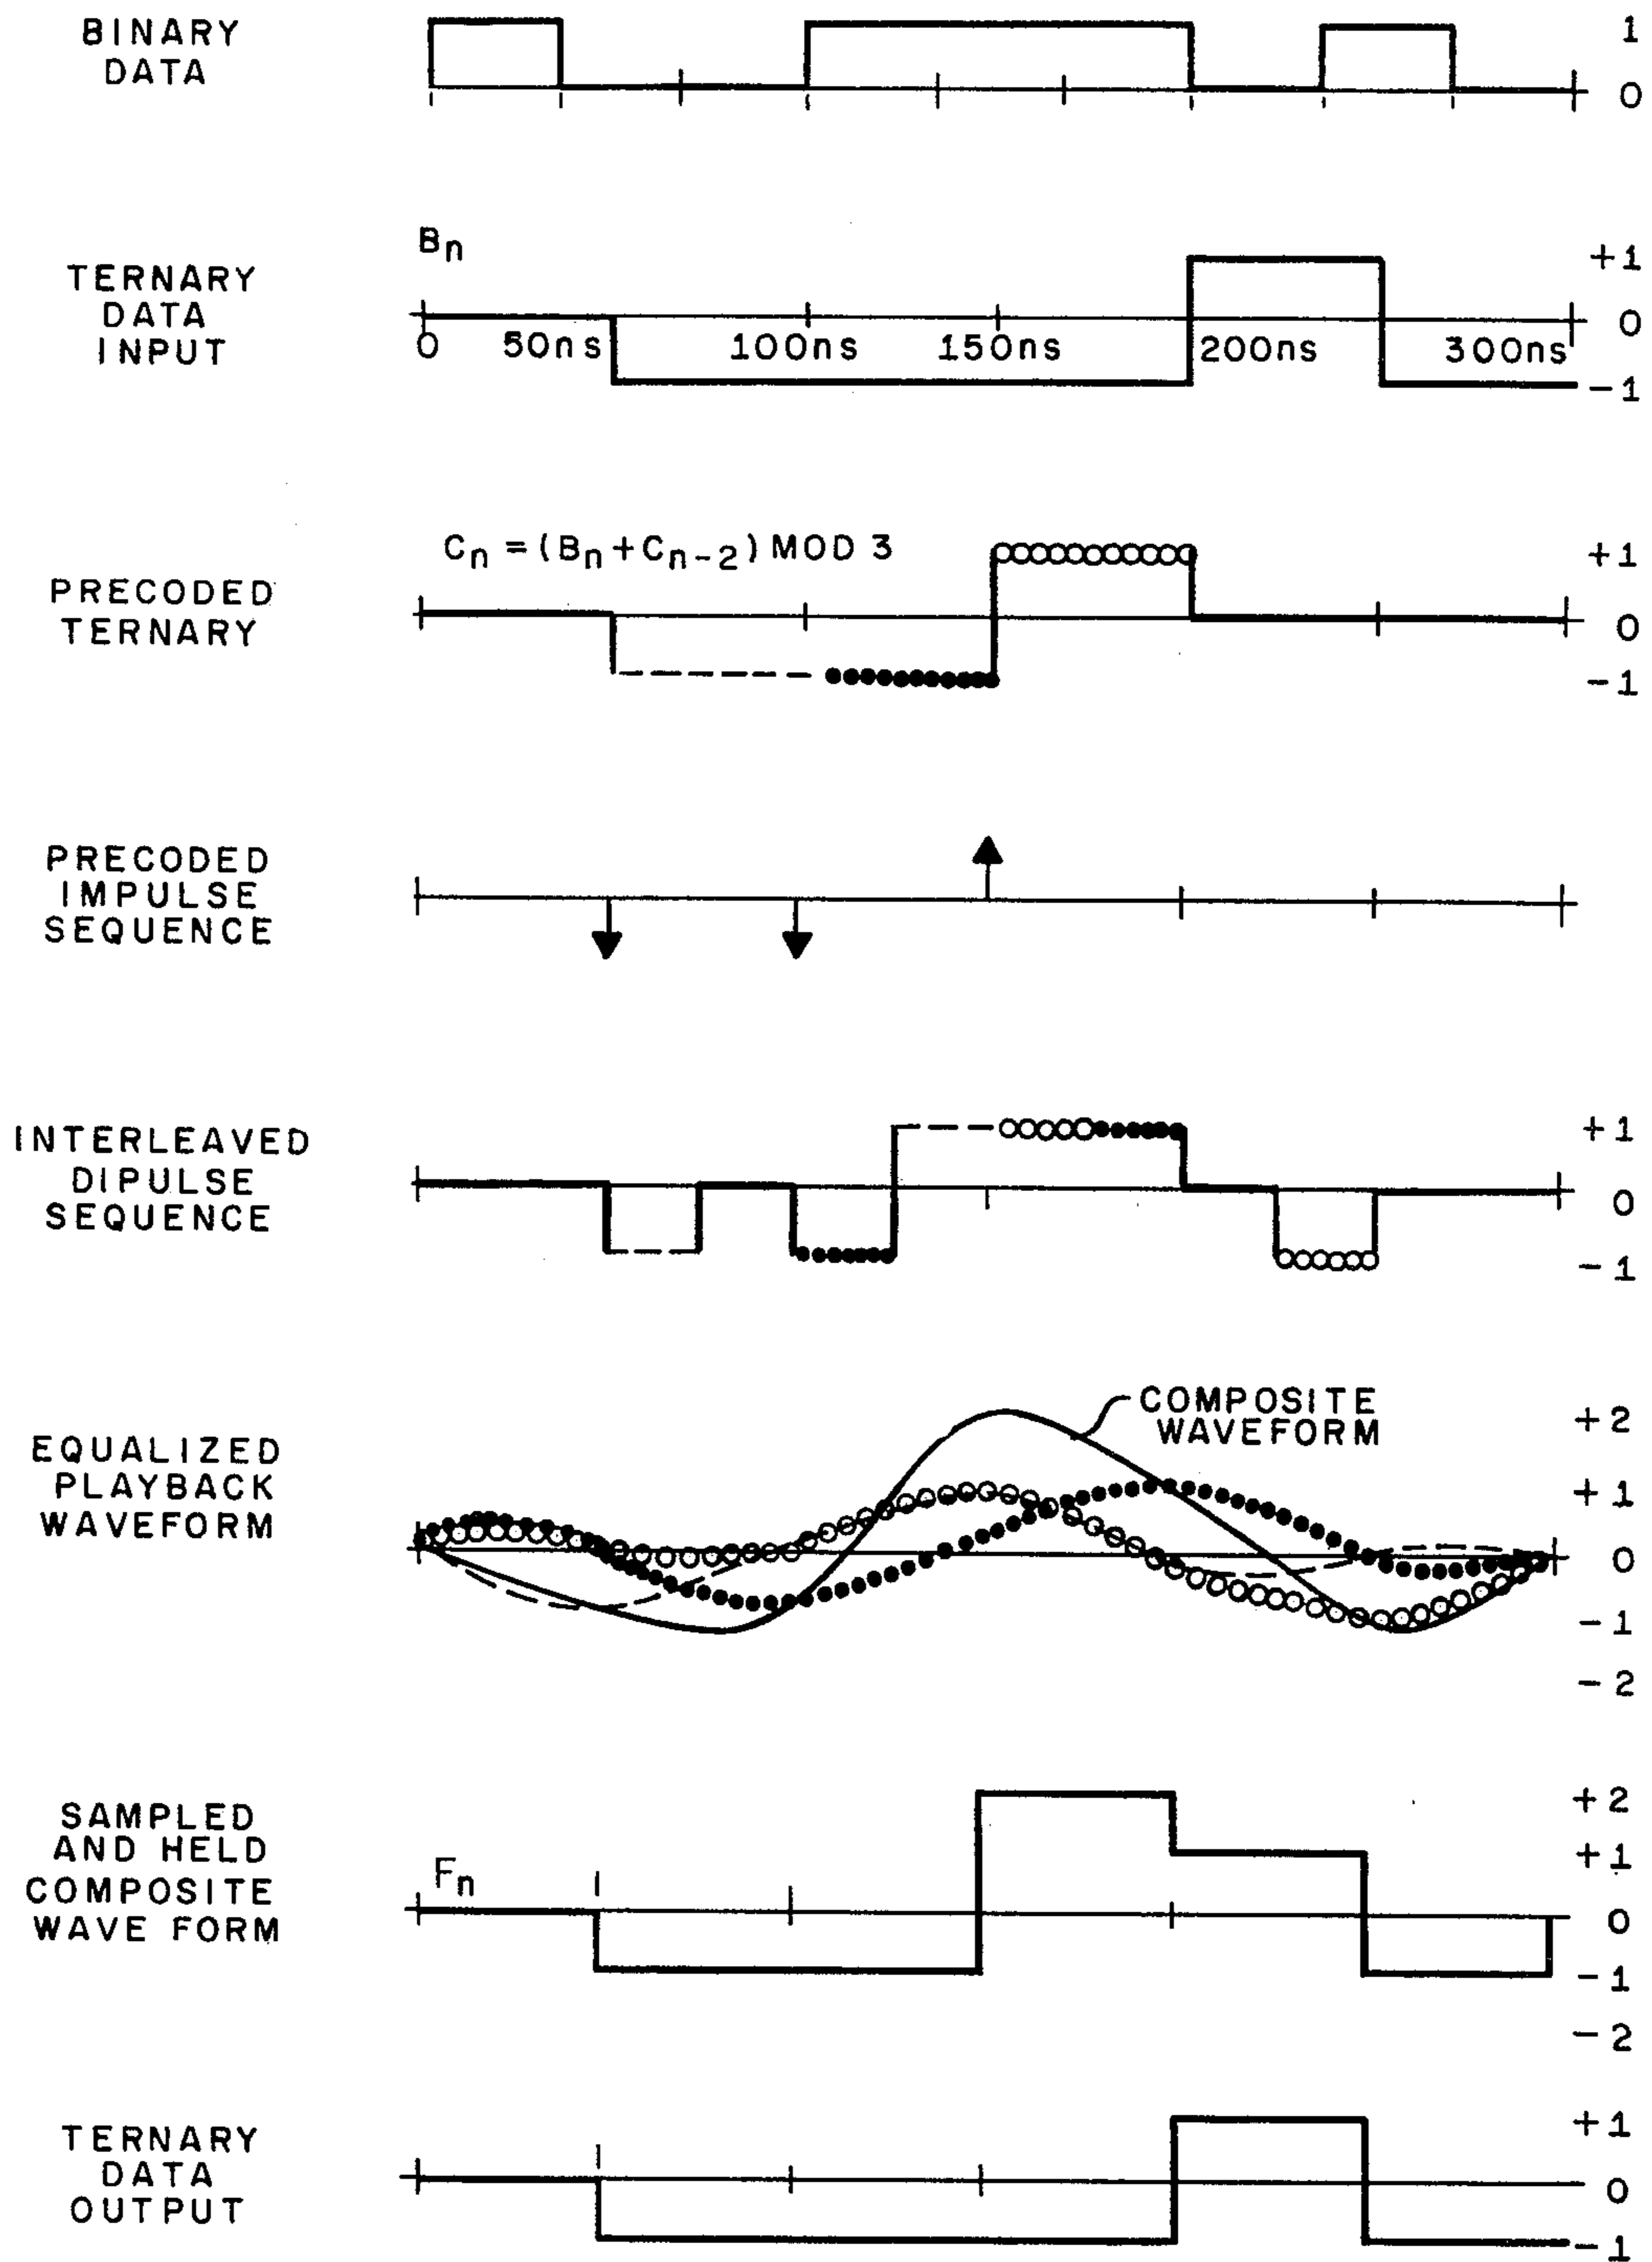 BINARY
DATA
1
0
TERNARY
DATA
INPUT
Bn
+1
0
-1
0 50ns 100ns 150ns 200ns 300ns
PRECODED
TERNARY
Cn = (Bn + Cn-2) MOD 3
+1
0
-1
PRECODED
IMPULSE
SEQUENCE
INTERLEAVED
DIPULSE
SEQUENCE
+1
0
-1
EQUALIZED
PLAYBACK
WAVEFORM
COMPOSITE
WAVEFORM
+2
+1
0
-1
-2
SAMPLED
AND HELD
COMPOSITE
WAVE FORM
Fn
+2
+1
0
-1
-2
TERNARY
DATA
OUTPUT
+1
0
-1